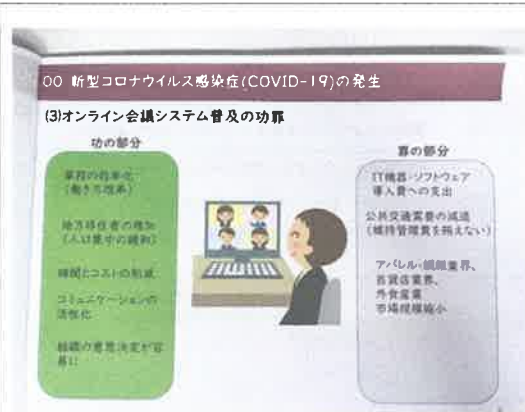 00 新型コロナウイルス感染症(COVID-19)の発生
(3)オンライン会議システム普及の功罪
功の部分
業務の効率化
(働き方改革)
地方移住者の増加
(人口集中の緩和)
時間とコストの削減
コミュニケーションの
活性化
組織の意思決定が容
易に
罪の部分
IT機器・ソフトウェア
導入費への支出
公共交通需要の減退
(維持管理費を賄えない)
アパレル・繊維業界、
百貨店業界、
外食産業
市場規模縮小